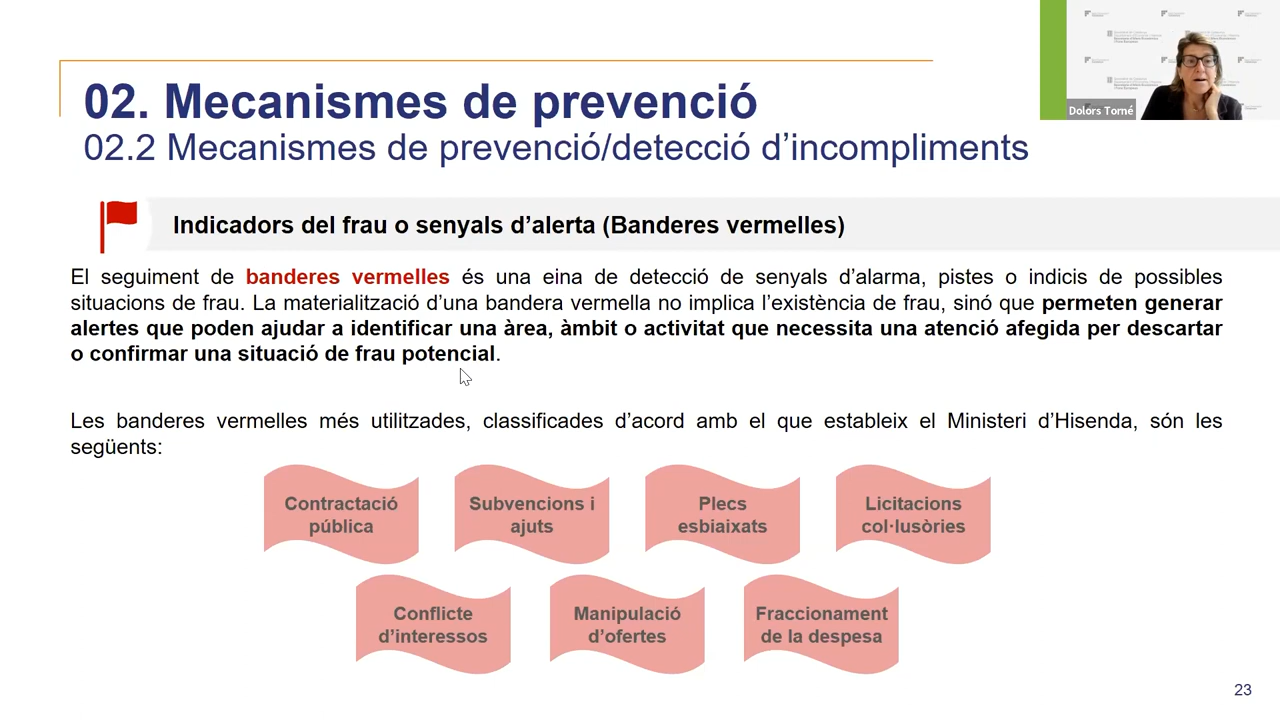 02. Mecanismes de prevenció
02.2 Mecanismes de prevenció/detecció d’incompliments
Dolors Torné
Indicadors del frau o senyals d’alerta (Banderes vermelles)
El seguiment de banderes vermelles és una eina de detecció de senyals d’alarma, pistes o indicis de possibles
situacions de frau. La materialització d’una bandera vermella no implica l’existència de frau, sinó que permeten generar
alertes que poden ajudar a identificar una àrea, àmbit o activitat que necessita una atenció afegida per descartar
o confirmar una situació de frau potencial.
Les banderes vermelles més utilitzades, classificades d’acord amb el que estableix el Ministeri d’Hisenda, són les
següents:
Contractació
pública
Subvencions i
ajuts
Plecs
esbiaixats
Licitacions
col·lusòries
Conflicte
d’interessos
Manipulació
d’ofertes
Fraccionament
de la despesa
23